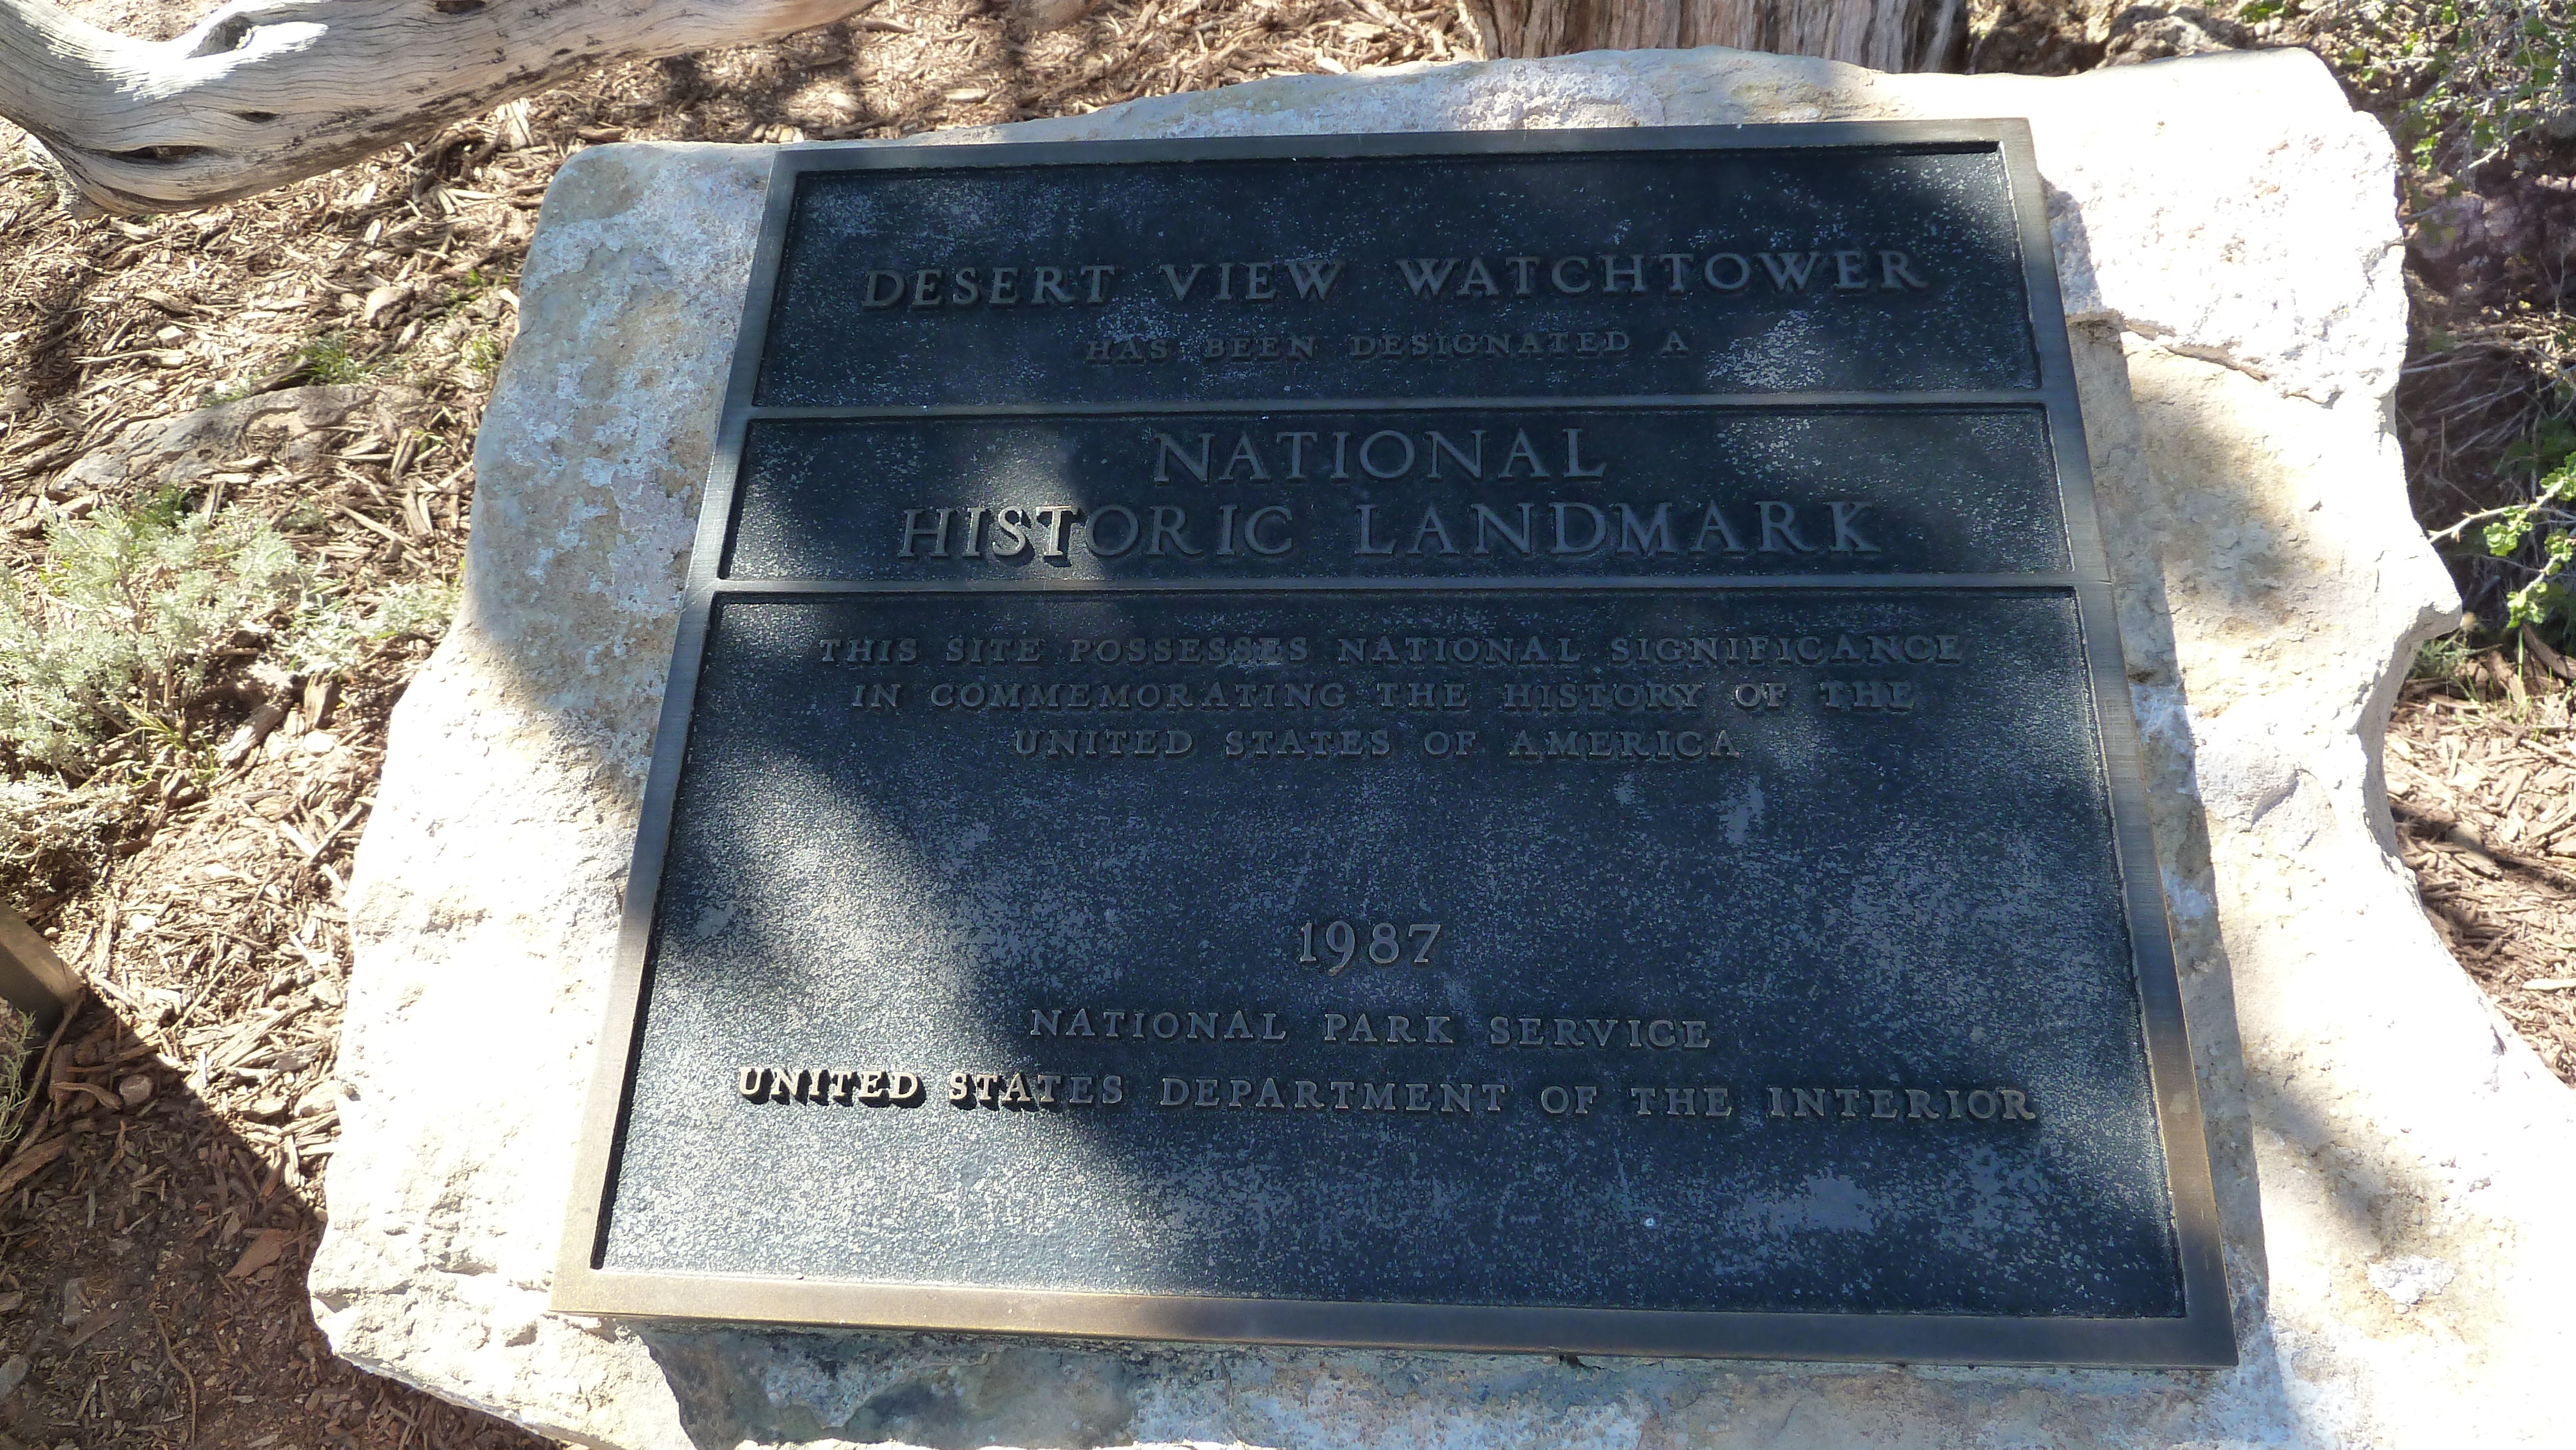 DESERT VIEW WATCHTOWER
HAS BEEN DESIGNATED A
NATIONAL
HISTORIC LANDMARK
THIS SITE POSSESSES NATIONAL SIGNIFICANCE
IN COMMEMORATING THE HISTORY OF THE
UNITED STATES OF AMERICA
1987
NATIONAL PARK SERVICE
UNITED STATES DEPARTMENT OF THE INTERIOR